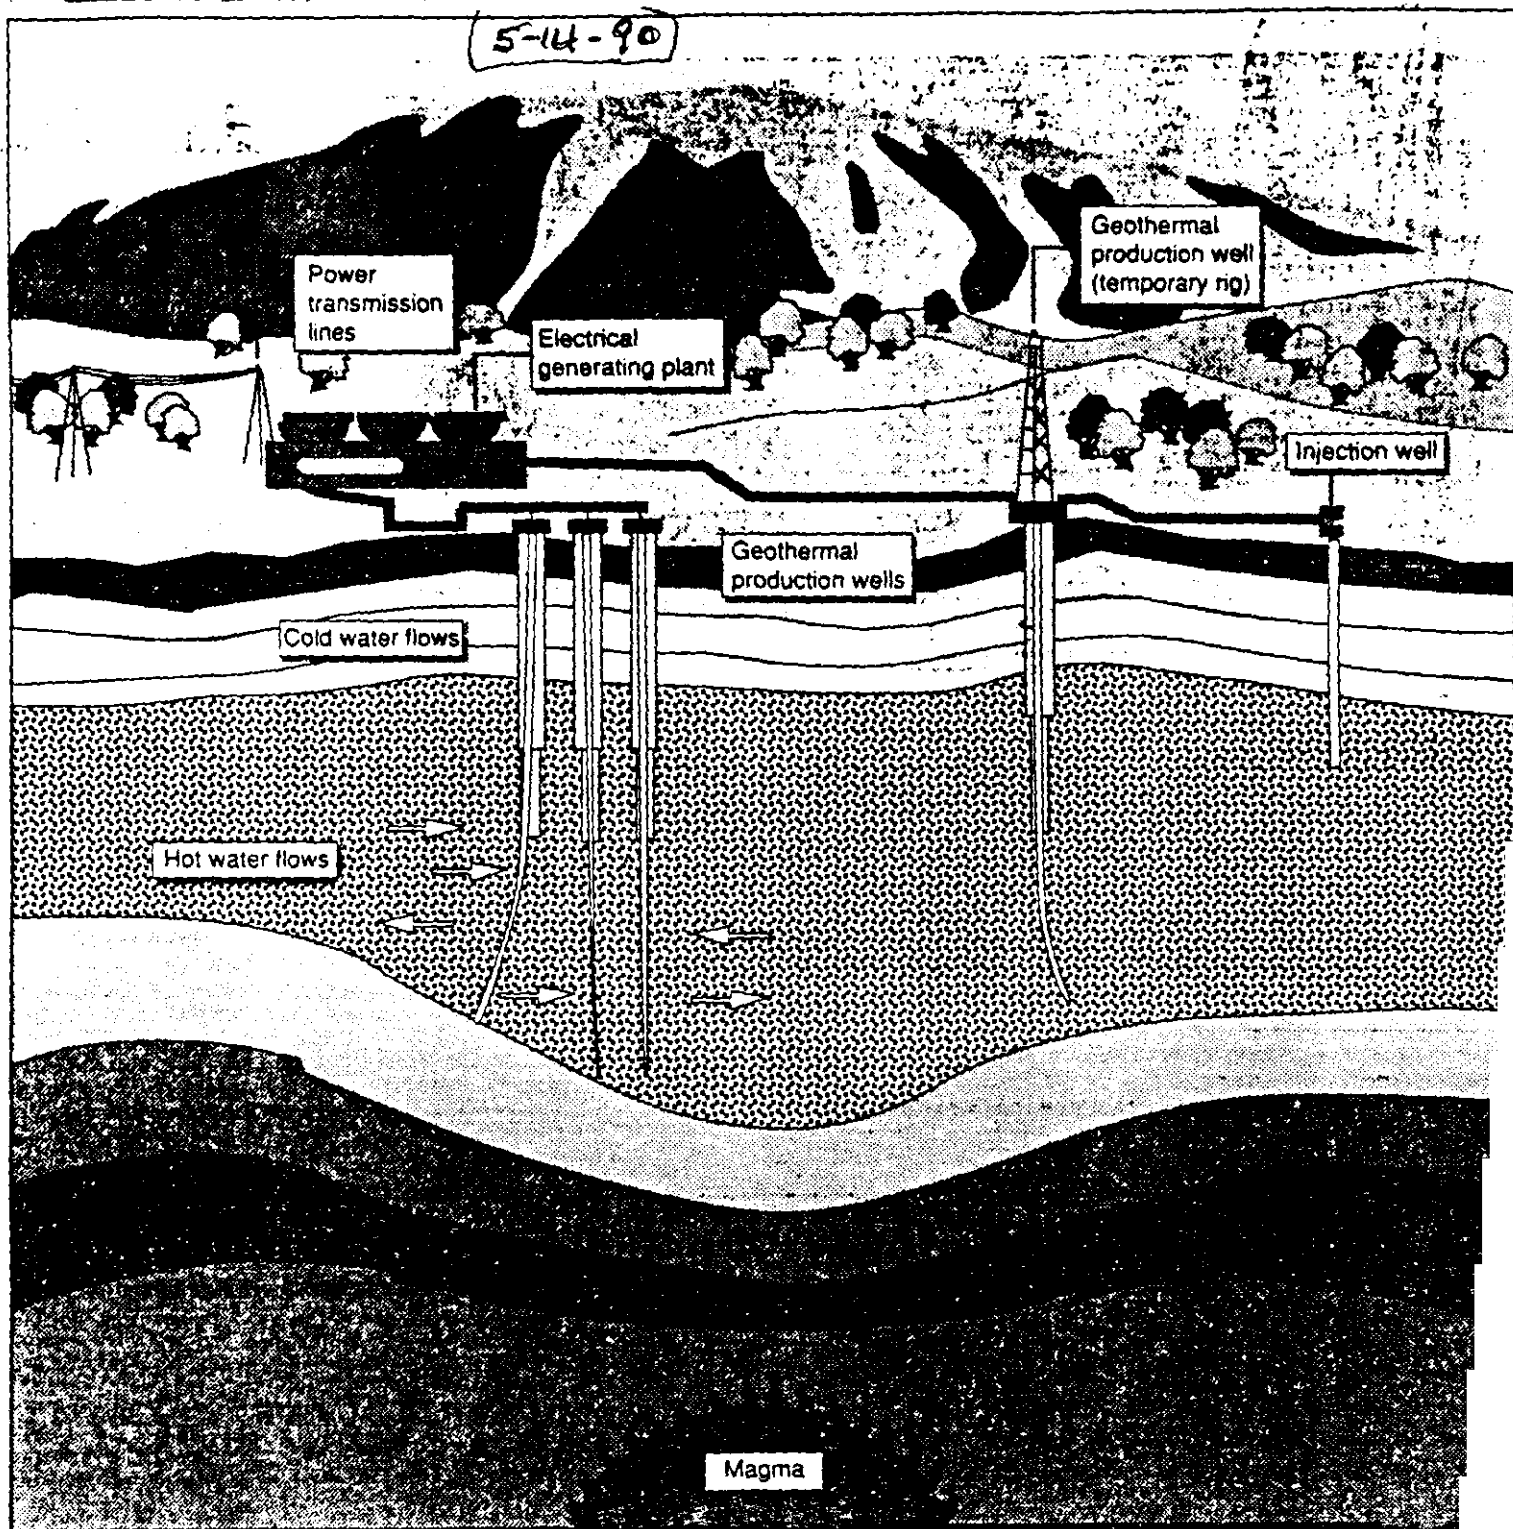 5-14-90
Geothermal
production well
(temporary rig)
Power
transmission
lines
Electrical
generating plant
Injection well
Geothermal
production wells
Cold water flows
Hot water flows
Magma